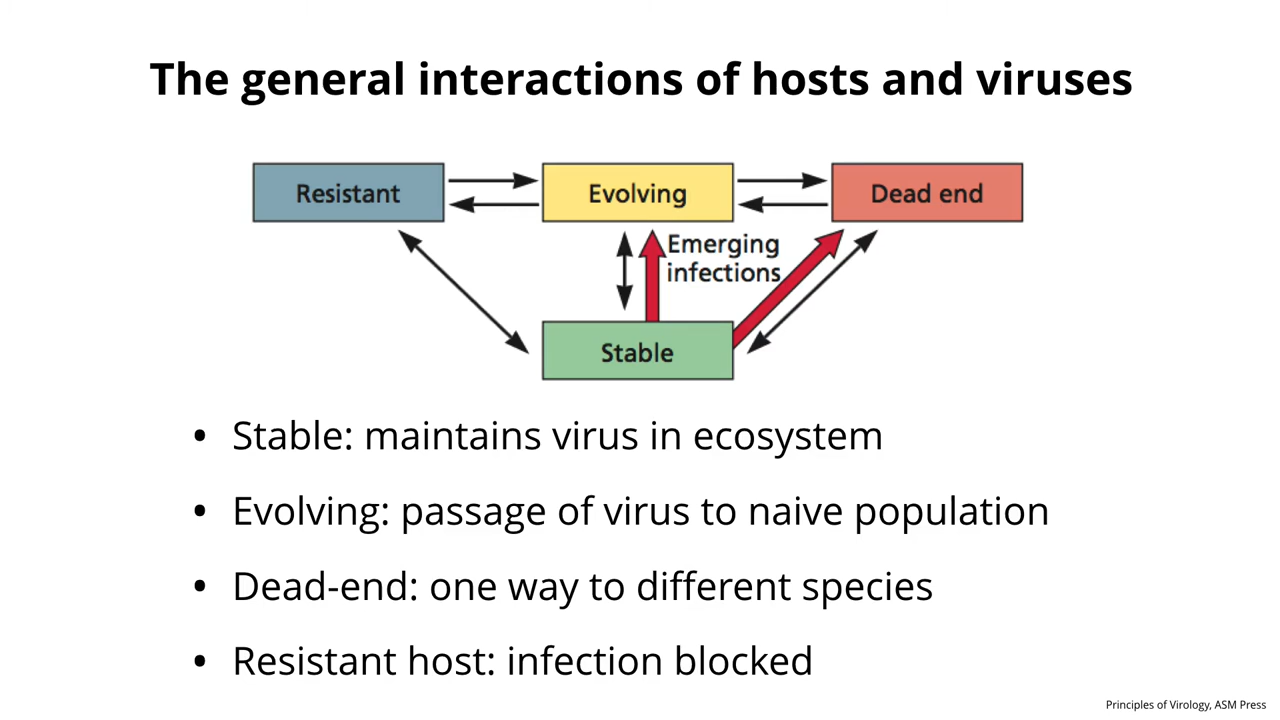 The general interactions of hosts and viruses
Resistant
Evolving
Dead end
Emerging
infections
Stable
• Stable: maintains virus in ecosystem
• Evolving: passage of virus to naive population
• Dead-end: one way to different species
• Resistant host: infection blocked
Principles of Virology, ASM Press